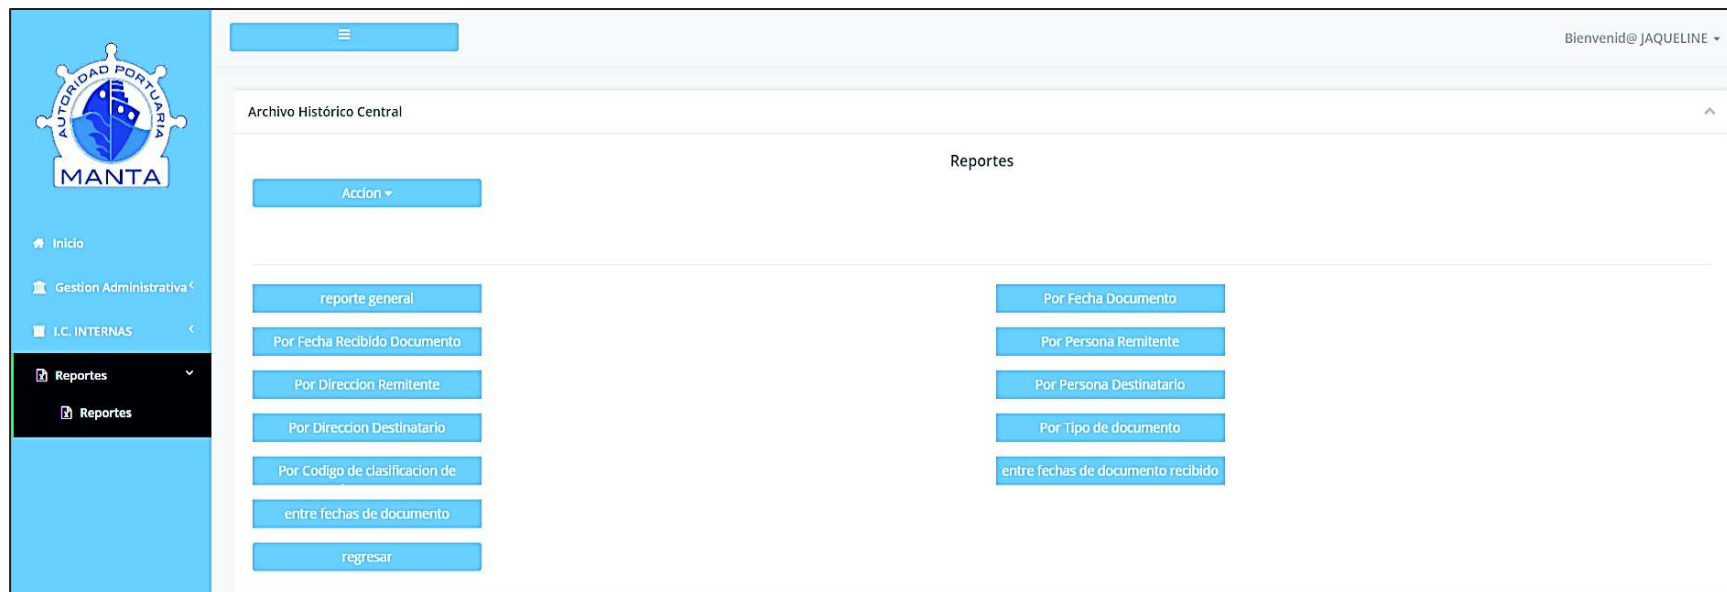 AUTORIDAD PORTUARIA
MANTA
Inicio
Gestion Administrativa
I.C. INTERNAS
Reportes
Reportes
Bienvenid@ JAQUELINE
Archivo Histórico Central
Reportes
Accion
reporte general
Por Fecha Documento
Por Fecha Recibido Documento
Por Persona Remitente
Por Direccion Remitente
Por Persona Destinatario
Por Direccion Destinatario
Por Tipo de documento
Por Codigo de clasificacion de
entre fechas de documento recibido
entre fechas de documento
regresar